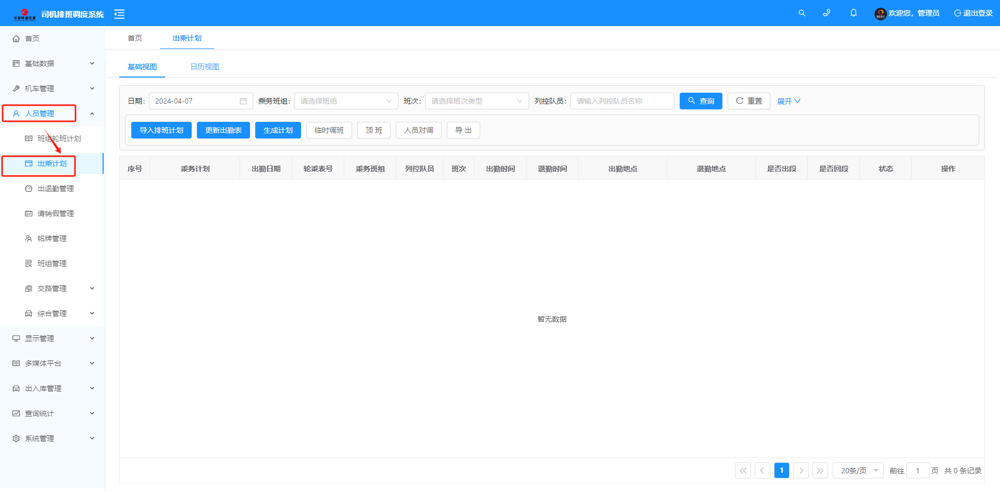 长春轨道交通 司机排班调度系统 欢迎您，管理员 退出登录
首页
基础数据
机车管理
人员管理
班组轮班计划
出乘计划
出退勤管理
请销假管理
铭牌管理
班组管理
交路管理
综合管理
显示管理
多媒体平台
出入库管理
查询统计
系统管理
首页 出乘计划
基础视图 日历视图
日期: 2024-04-07 乘务班组: 请选择班组 班次: 请选择班次类型 列控队员: 请输入列控队员名称 查询 重置 展开
导入排班计划 更新出勤表 生成计划 临时调班 顶 班 人员对调 导 出
序号 乘务计划 出勤日期 轮乘表号 乘务班组 列控队员 班次 出勤时间 退勤时间 出勤地点 退勤地点 是否出段 是否回段 状态 操作
暂无数据
1 20条/页 前往 1 页 共 0 条记录